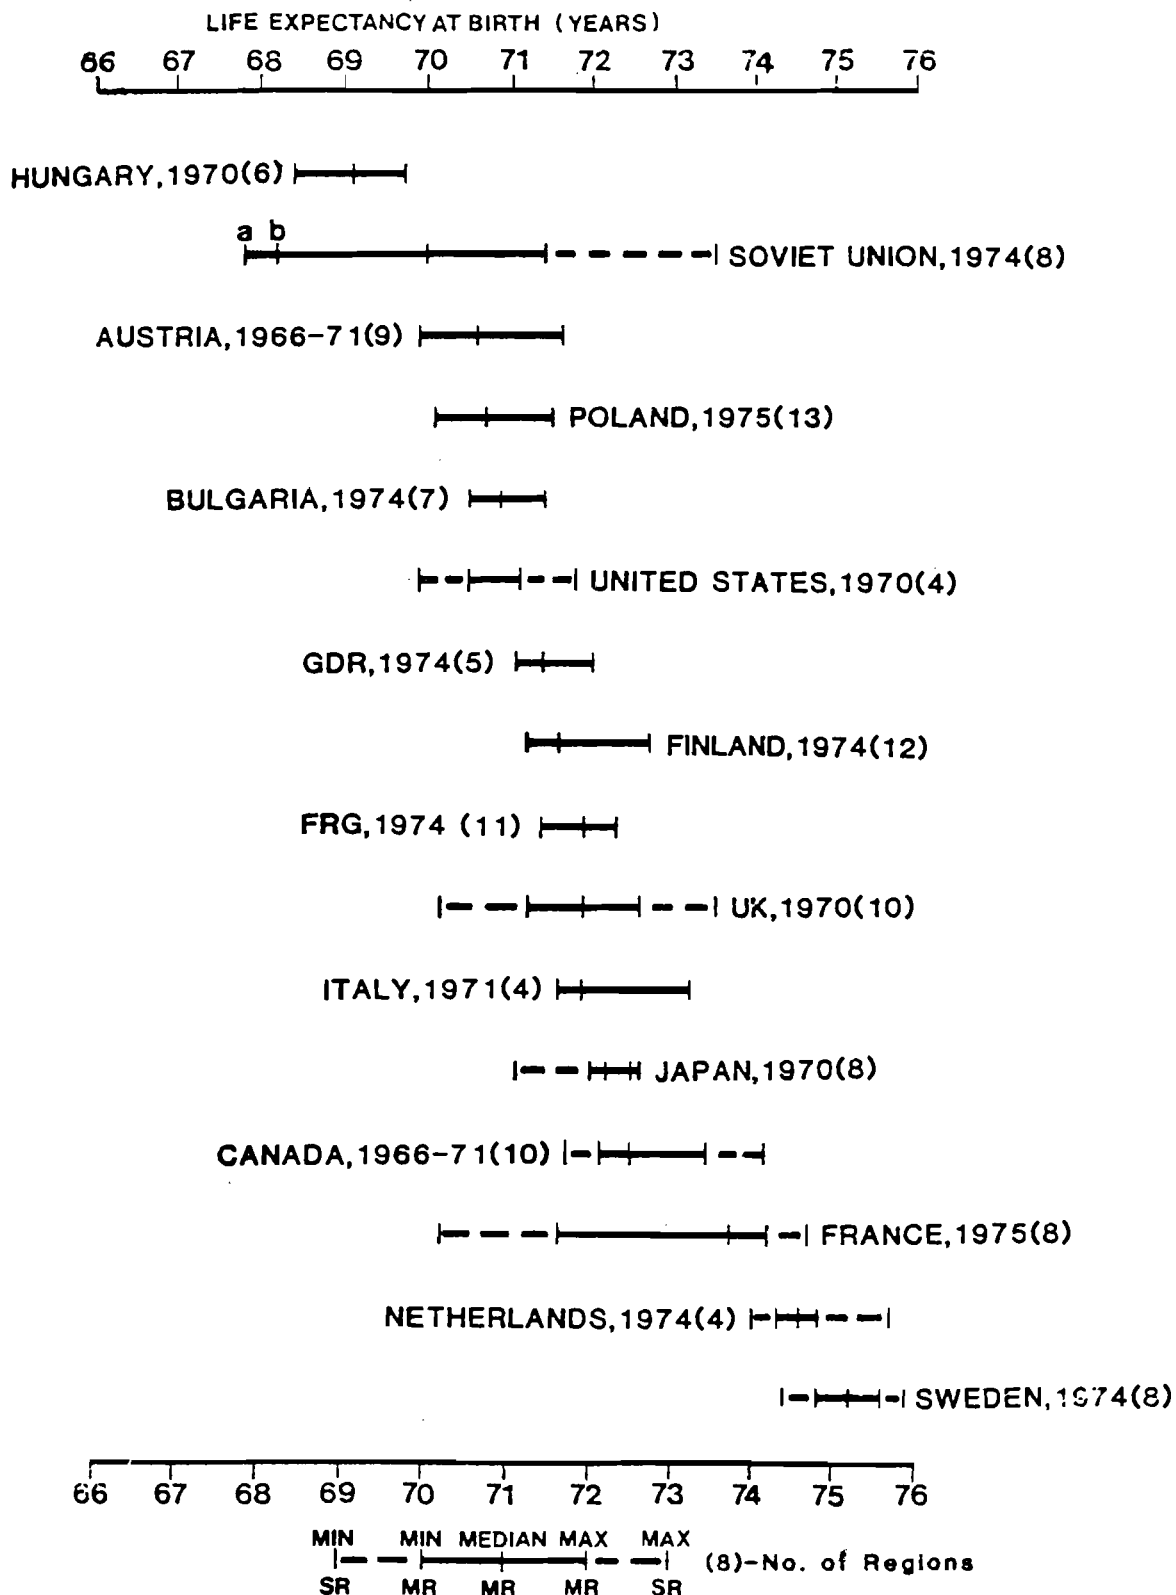 LIFE EXPECTANCY AT BIRTH (YEARS)
66 67 68 69 70 71 72 73 74 75 76
HUNGARY,1970(6)
a b
SOVIET UNION,1974(8)
AUSTRIA,1966-71(9)
POLAND,1975(13)
BULGARIA,1974(7)
UNITED STATES,1970(4)
GDR,1974(5)
FINLAND,1974(12)
FRG,1974 (11)
UK,1970(10)
ITALY,1971(4)
JAPAN,1970(8)
CANADA,1966-71(10)
FRANCE,1975(8)
NETHERLANDS,1974(4)
SWEDEN,1974(8)
66 67 68 69 70 71 72 73 74 75 76
MIN MIN MEDIAN MAX MAX
(8)-No. of Regions
SR MR MR MR SR